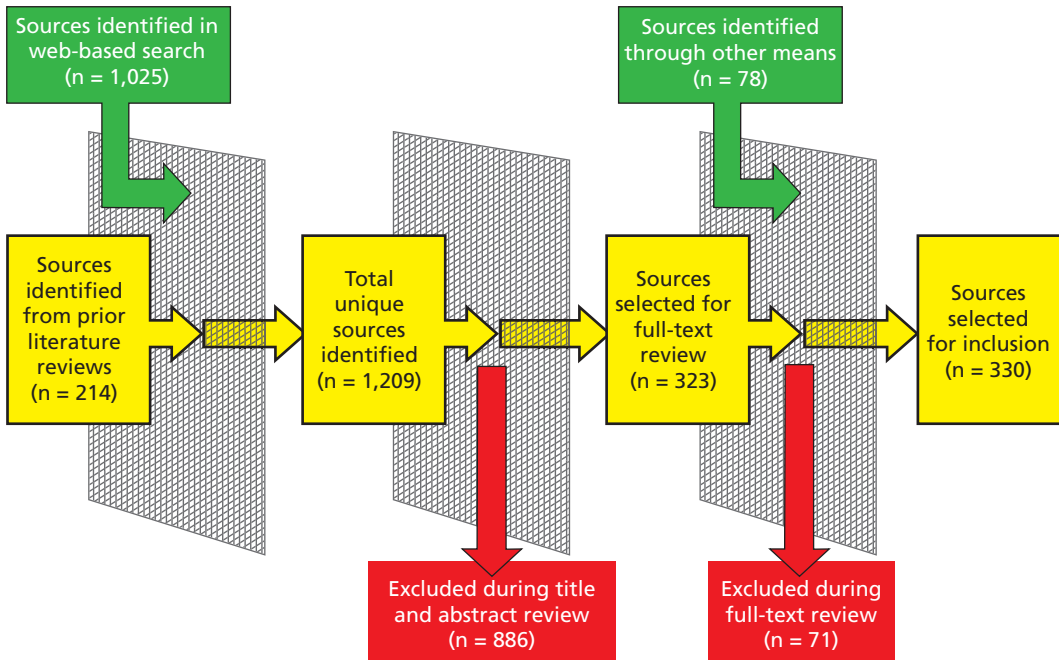 Sources identified in
web-based search
(n = 1,025)
Sources identified
through other means
(n = 78)
Sources
identified
from prior
literature
reviews
(n = 214)
Total
unique
sources
identified
(n = 1,209)
Sources
selected for
full-text
review
(n = 323)
Sources
selected
for inclusion
(n = 330)
Excluded during title
and abstract review
(n = 886)
Excluded during
full-text review
(n = 71)